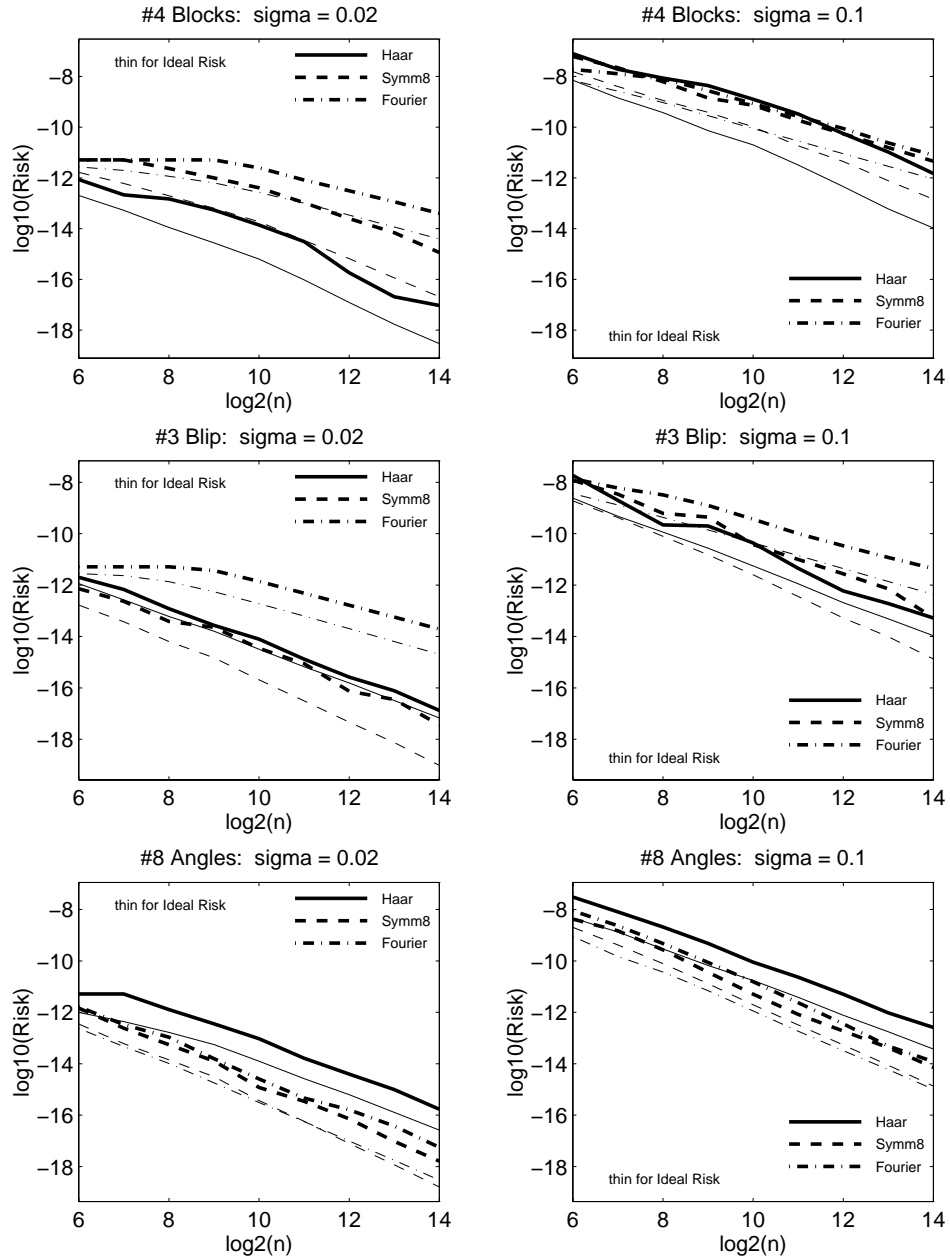 #4 Blocks: sigma = 0.02
thin for Ideal Risk
Haar
Symm8
Fourier
−8
−10
−12
−14
−16
−18
log10(Risk)
6 8 10 12 14
log2(n)
#4 Blocks: sigma = 0.1
−8
−10
−12
−14
−16
−18
log10(Risk)
Haar
Symm8
Fourier
thin for Ideal Risk
6 8 10 12 14
log2(n)
#3 Blip: sigma = 0.02
thin for Ideal Risk
Haar
Symm8
Fourier
−8
−10
−12
−14
−16
−18
log10(Risk)
6 8 10 12 14
log2(n)
#3 Blip: sigma = 0.1
−8
−10
−12
−14
−16
−18
log10(Risk)
Haar
Symm8
Fourier
thin for Ideal Risk
6 8 10 12 14
log2(n)
#8 Angles: sigma = 0.02
thin for Ideal Risk
Haar
Symm8
Fourier
−8
−10
−12
−14
−16
−18
log10(Risk)
6 8 10 12 14
log2(n)
#8 Angles: sigma = 0.1
−8
−10
−12
−14
−16
−18
log10(Risk)
Haar
Symm8
Fourier
thin for Ideal Risk
6 8 10 12 14
log2(n)